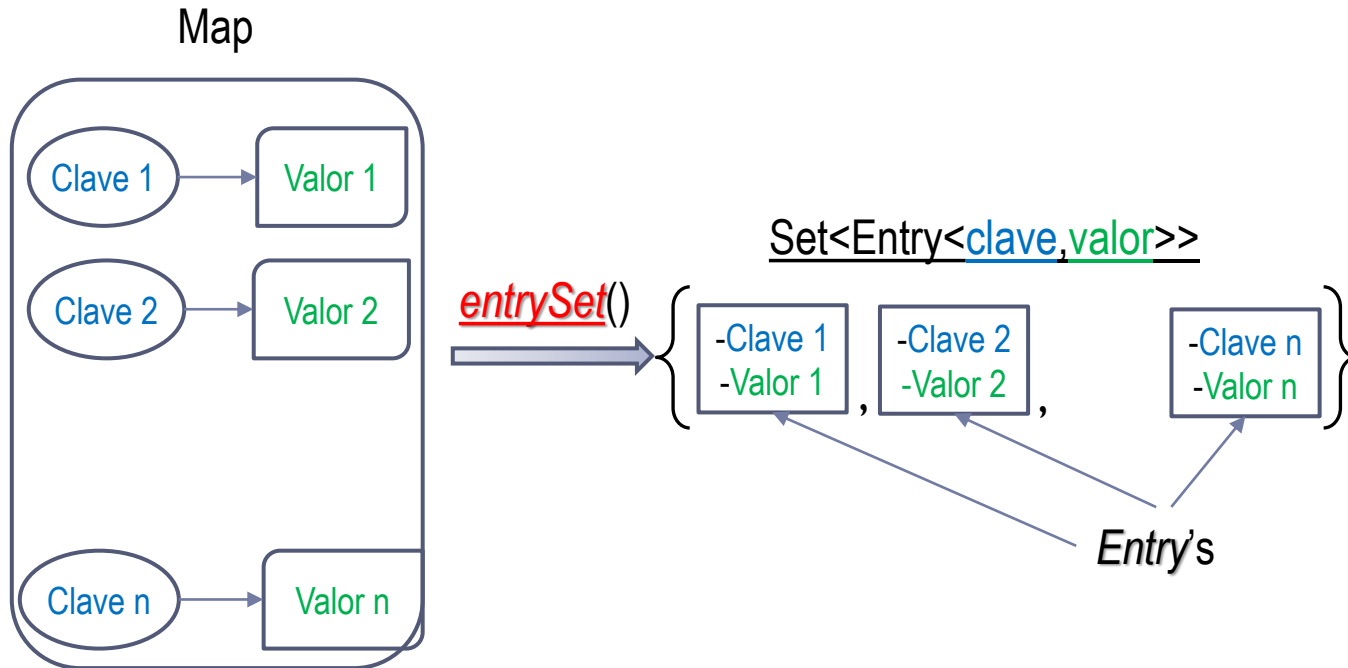 Map
Clave 1
Valor 1
Clave 2
Valor 2
Clave n
Valor n
entrySet()
Set<Entry<clave,valor>>
{
-Clave 1
-Valor 1
,
-Clave 2
-Valor 2
,
-Clave n
-Valor n
}
Entry's